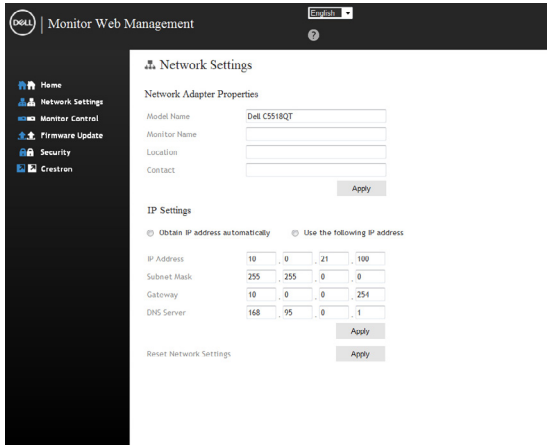 DELL Monitor Web Management
English
?
Home
Network Settings
Monitor Control
Firmware Update
Security
Crestron
Network Settings
Network Adapter Properties
Model Name Dell C5518QT
Monitor Name
Location
Contact
Apply
IP Settings
Obtain IP address automatically Use the following IP address
IP Address 10 . 0 . 21 . 100
Subnet Mask 255 . 255 . 0 . 0
Gateway 10 . 0 . 0 . 254
DNS Server 168 . 95 . 0 . 1
Apply
Reset Network Settings Apply